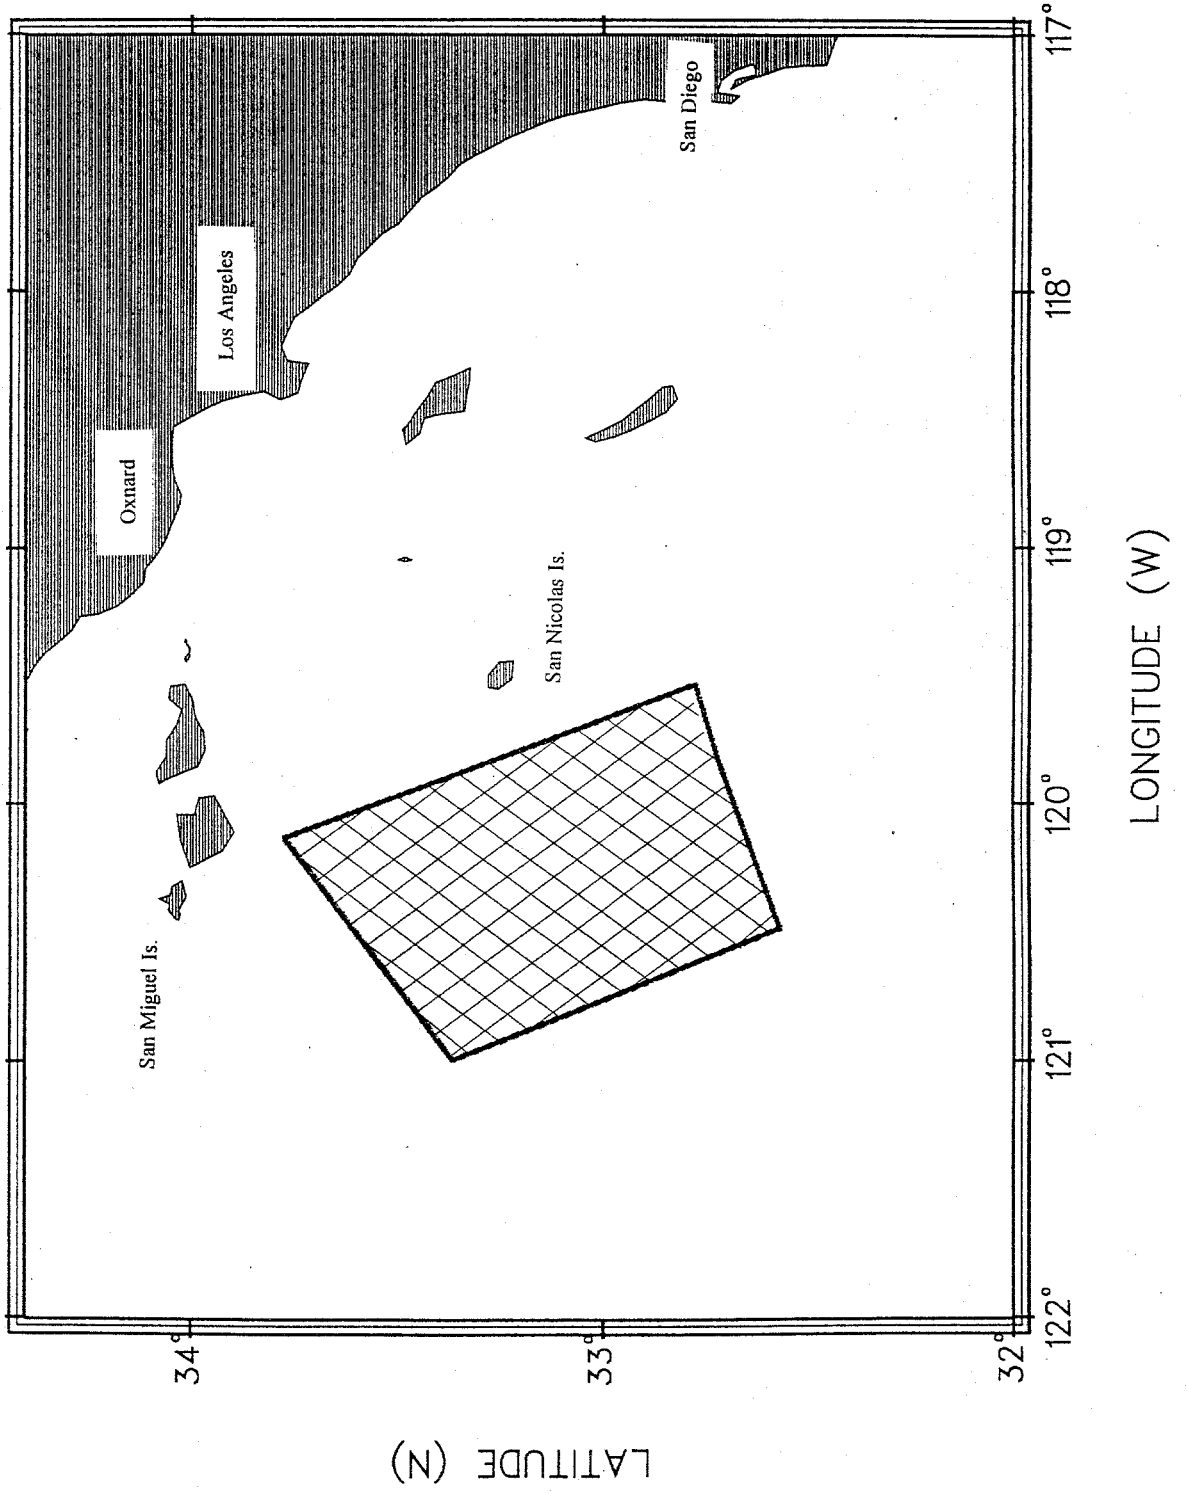 San Miguel Is.
Oxnard
Los Angeles
San Nicolas Is.
San Diego
34°
33°
32°
LATITUDE (N)
122°
121°
120°
119°
118°
117°
LONGITUDE (W)